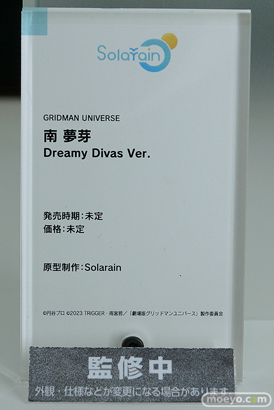 Solarain
GRIDMAN UNIVERSE
南 夢芽
Dreamy Divas Ver.
発売時期：未定
価格：未定
原型制作：Solarain
©円谷プロ ©2023 TRIGGER・雨宮哲／「劇場版グリッドマンユニバース」製作委員会
監修中
外観・仕様などが変更になる場合があります
moeyo.com